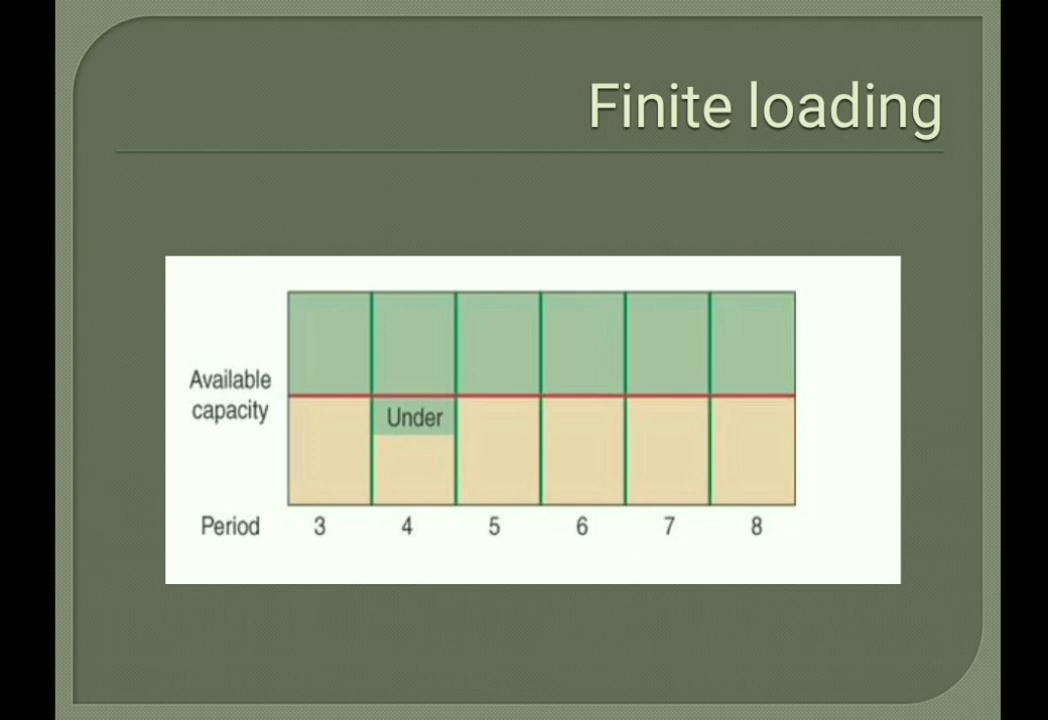 Finite loading
Available
capacity
Under
Period 3 4 5 6 7 8